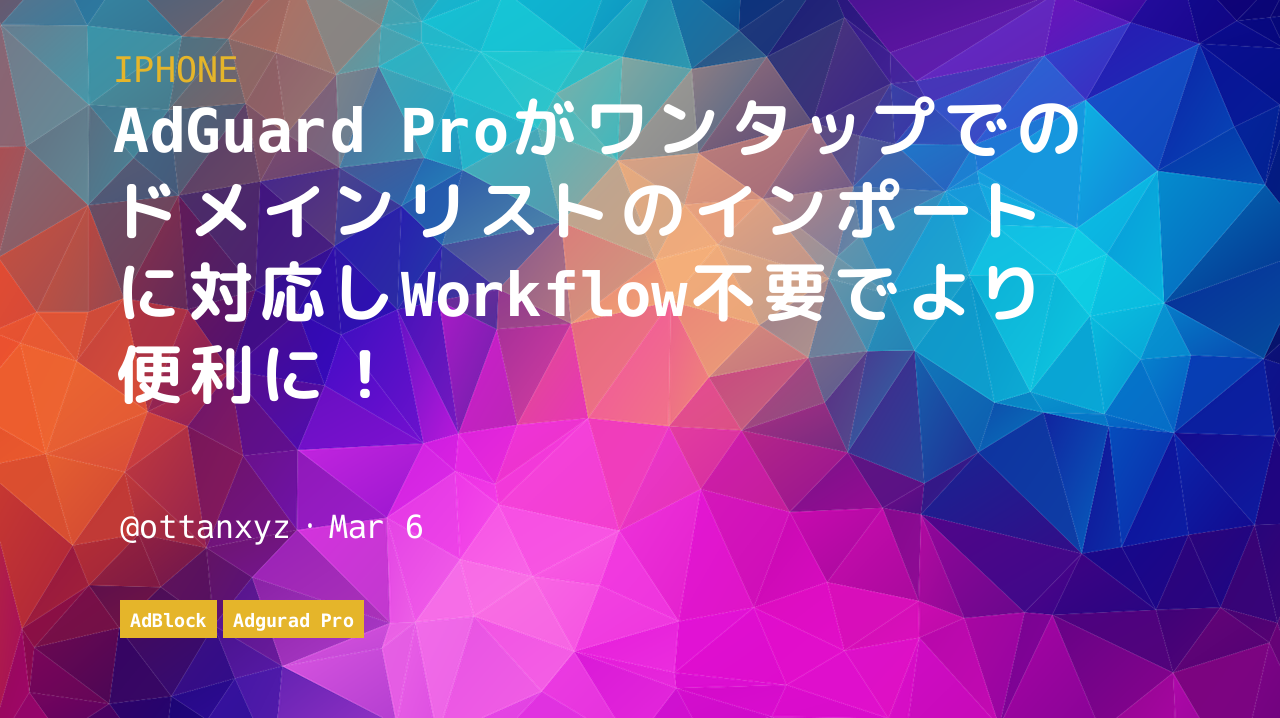 IPHONE
AdGuard Proがワンタップでの
ドメインリストのインポート
に対応しWorkflow不要でより
便利に！
@ottanxyz・Mar 6
AdBlock Adgurad Pro